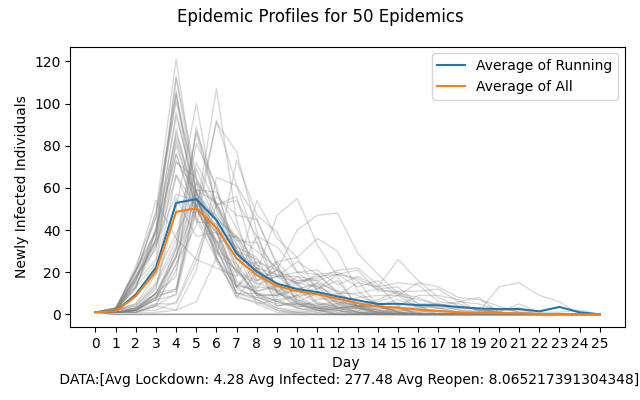 Epidemic Profiles for 50 Epidemics
120
100
80
60
40
20
0
Newly Infected Individuals
Average of Running
Average of All
0 1 2 3 4 5 6 7 8 9 10 11 12 13 14 15 16 17 18 19 20 21 22 23 24 25
Day
DATA:[Avg Lockdown: 4.28 Avg Infected: 277.48 Avg Reopen: 8.065217391304348]